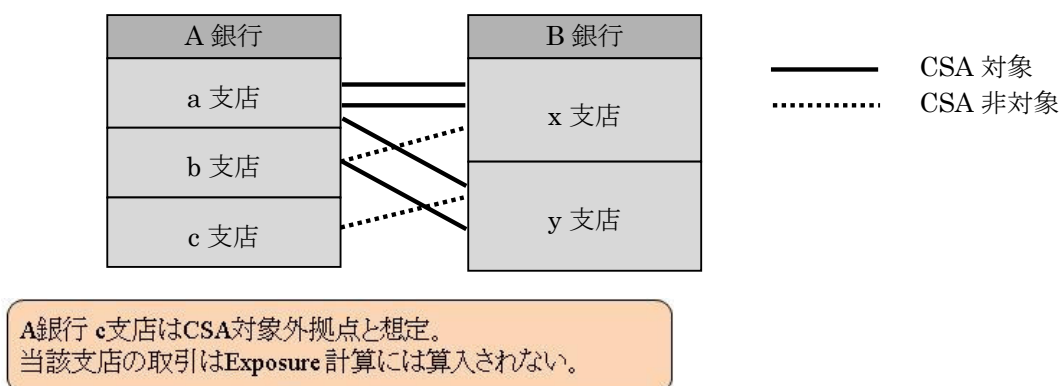 A 銀行
a 支店
b 支店
c 支店
B 銀行
x 支店
y 支店
CSA 対象
CSA 非対象
A銀行 c支店はCSA対象外拠点と想定。
当該支店の取引はExposure 計算には算入されない。